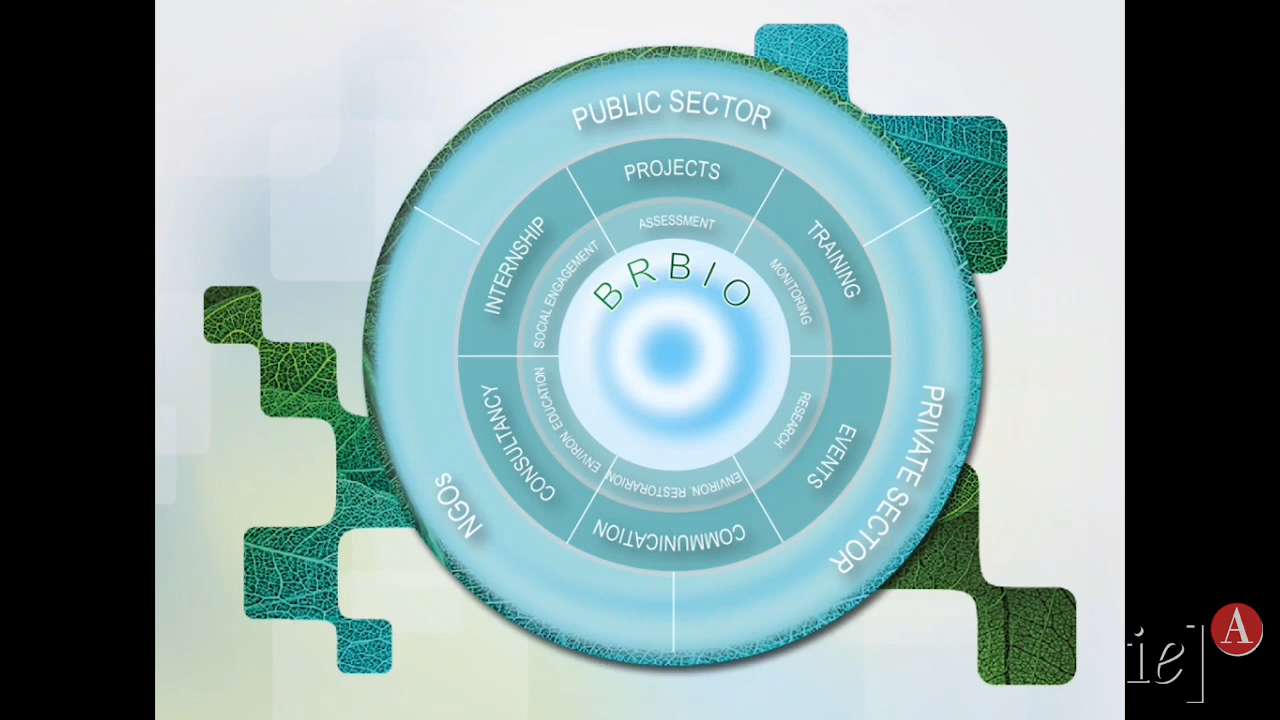 PUBLIC SECTOR
PROJECTS
ASSESSMENT
BRBIO
INTERNSHIP
SOCIAL ENGAGEMENT
TRAINING
MONITORING
CONSULTANCY
ENVIRON. EDUCATION
RESEARCH
EVENTS
NGOs
PRIVATE SECTOR
ENVIRON. RESTORARION
COMMUNICATION
ie]
A